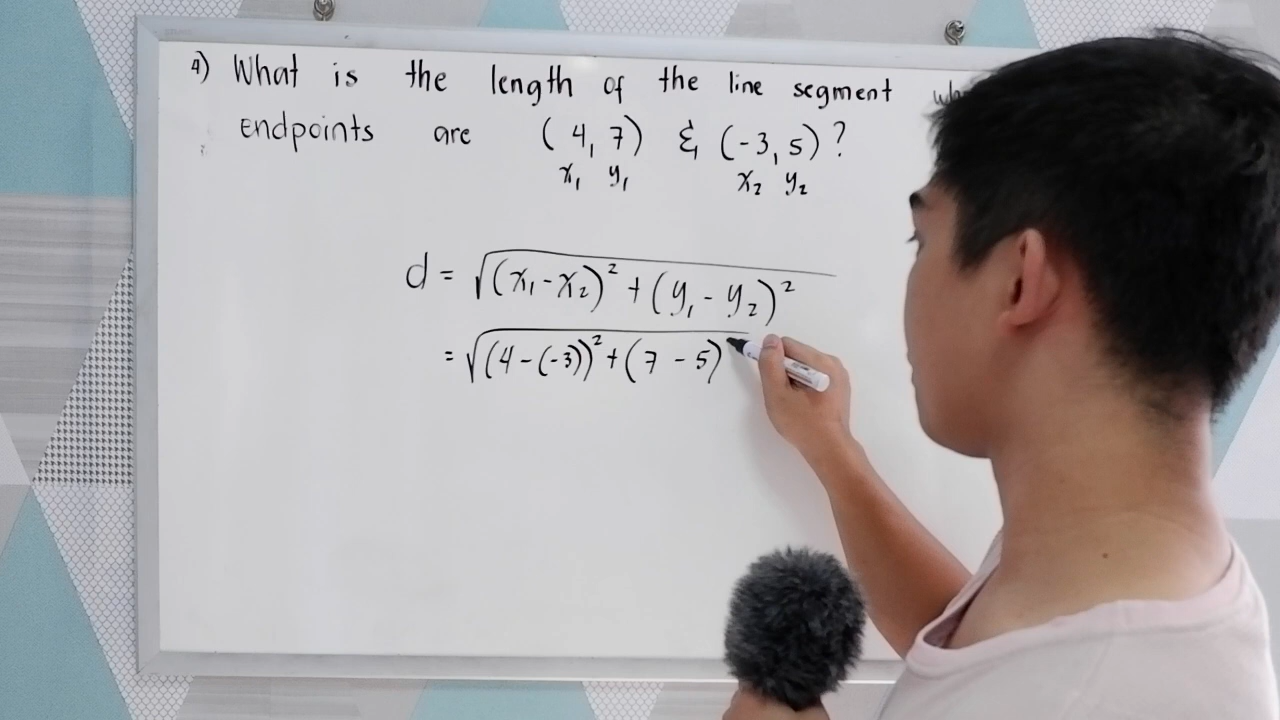 4) What is the length of the line segment
endpoints are (4, 7) & (-3, 5)?
x₁ y₁ x₂ y₂
d = √(x₁ - x₂)² + (y₁ - y₂)²
= √(4 - (-3))² + (7 - 5)